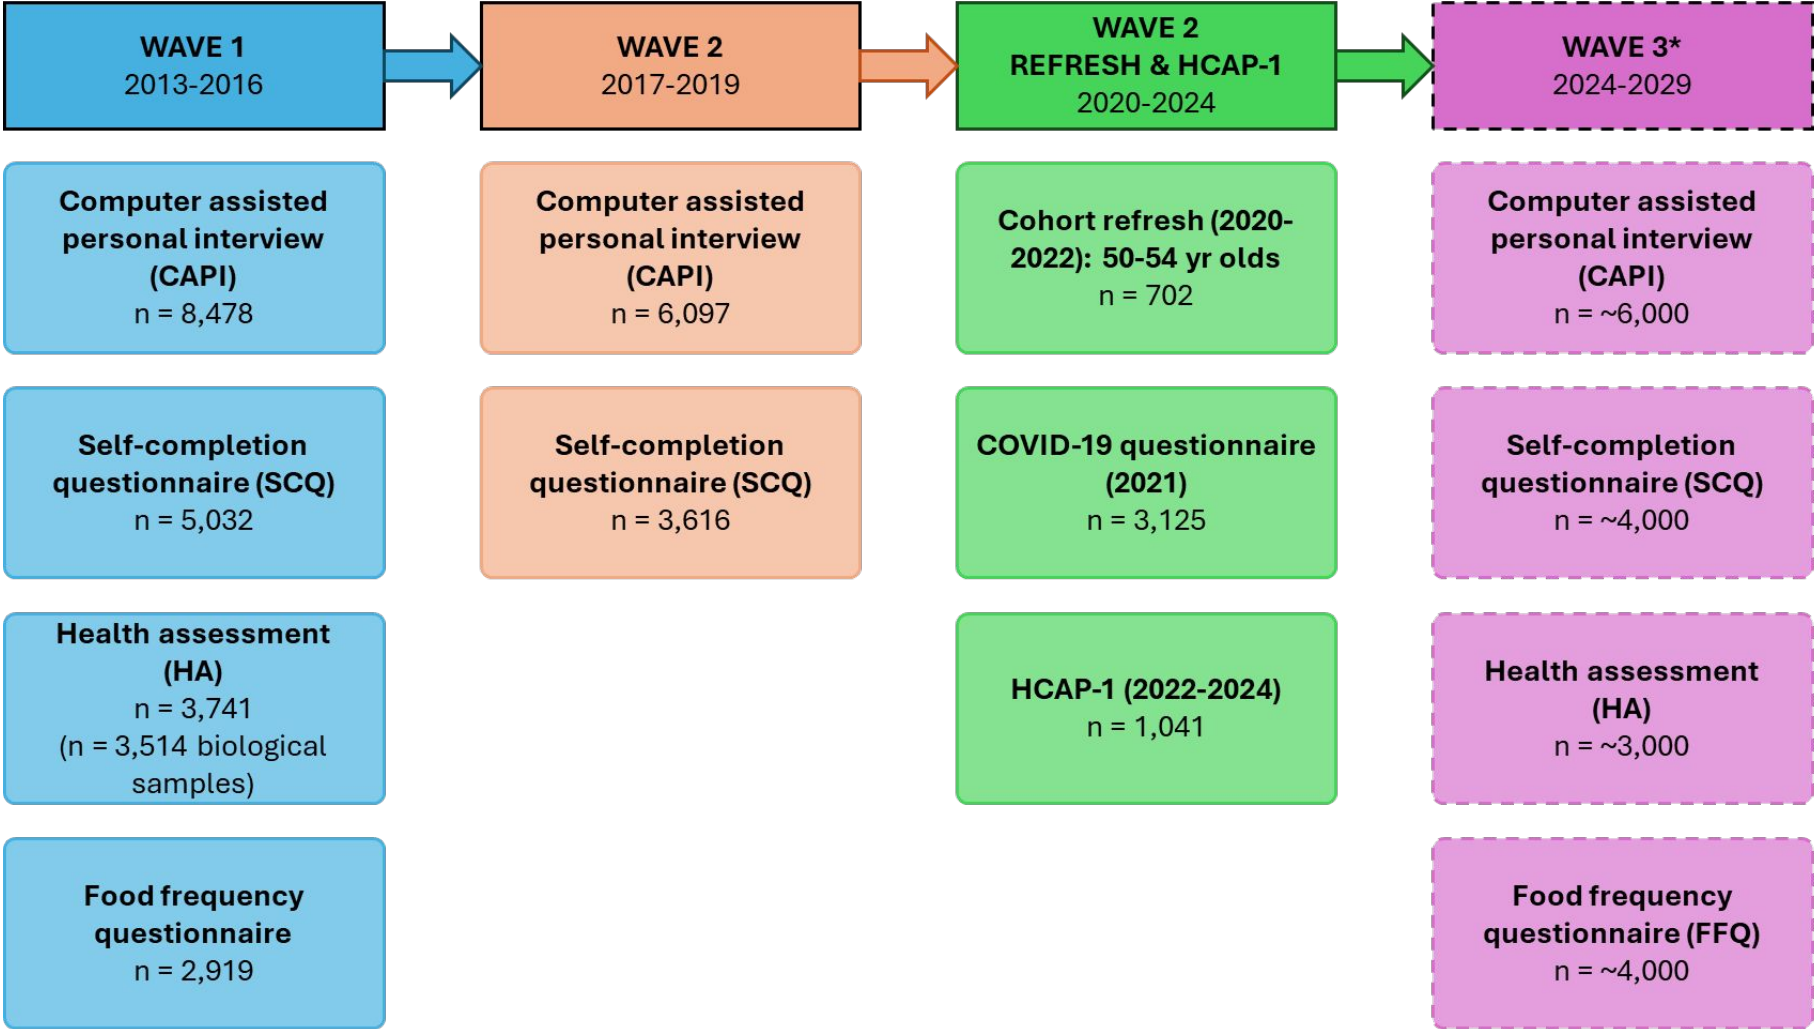 WAVE 1
2013-2016
WAVE 2
2017-2019
WAVE 2
REFRESH & HCAP-1
2020-2024
WAVE 3*
2024-2029
Computer assisted
personal interview
(CAPI)
n = 8,478
Computer assisted
personal interview
(CAPI)
n = 6,097
Cohort refresh (2020-
2022): 50-54 yr olds
n = 702
Computer assisted
personal interview
(CAPI)
n = ~6,000
Self-completion
questionnaire (SCQ)
n = 5,032
Self-completion
questionnaire (SCQ)
n = 3,616
COVID-19 questionnaire
(2021)
n = 3,125
Self-completion
questionnaire (SCQ)
n = ~4,000
Health assessment
(HA)
n = 3,741
(n = 3,514 biological
samples)
HCAP-1 (2022-2024)
n = 1,041
Health assessment
(HA)
n = ~3,000
Food frequency
questionnaire
n = 2,919
Food frequency
questionnaire (FFQ)
n = ~4,000